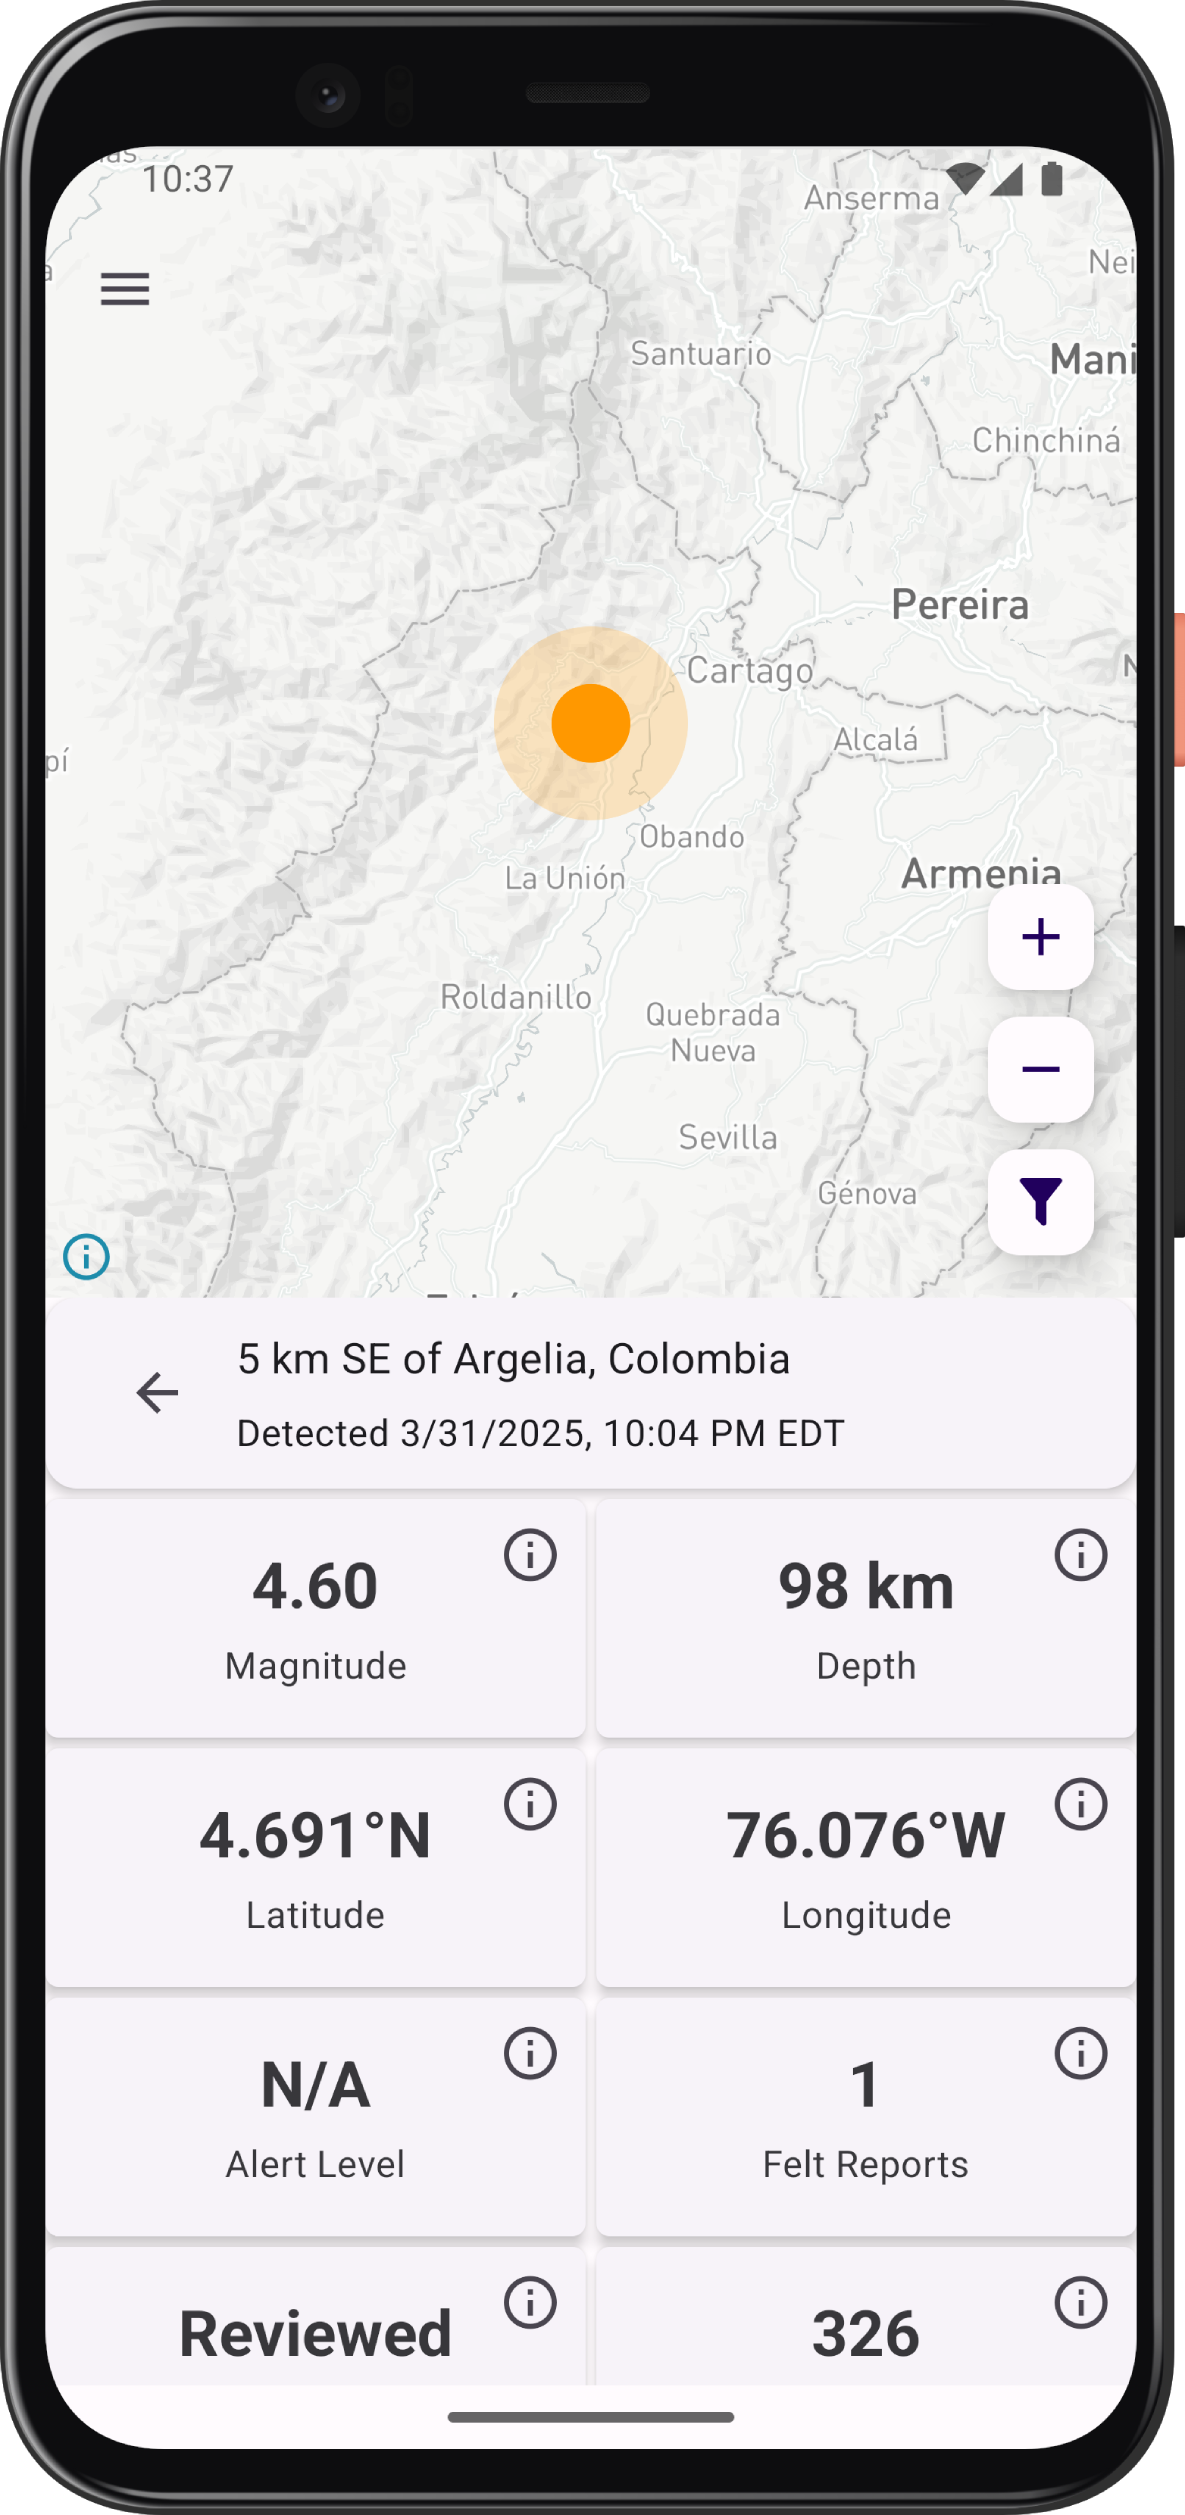 10:37
Anserma
Santuario
Chinchiná
Pereira
Cartago
Alcalá
pí
Obando
La Unión
Armenia
Roldanillo
Quebrada
Nueva
Sevilla
Génova
5 km SE of Argelia, Colombia
Detected 3/31/2025, 10:04 PM EDT
4.60
Magnitude
98 km
Depth
4.691°N
Latitude
76.076°W
Longitude
N/A
Alert Level
1
Felt Reports
Reviewed
326